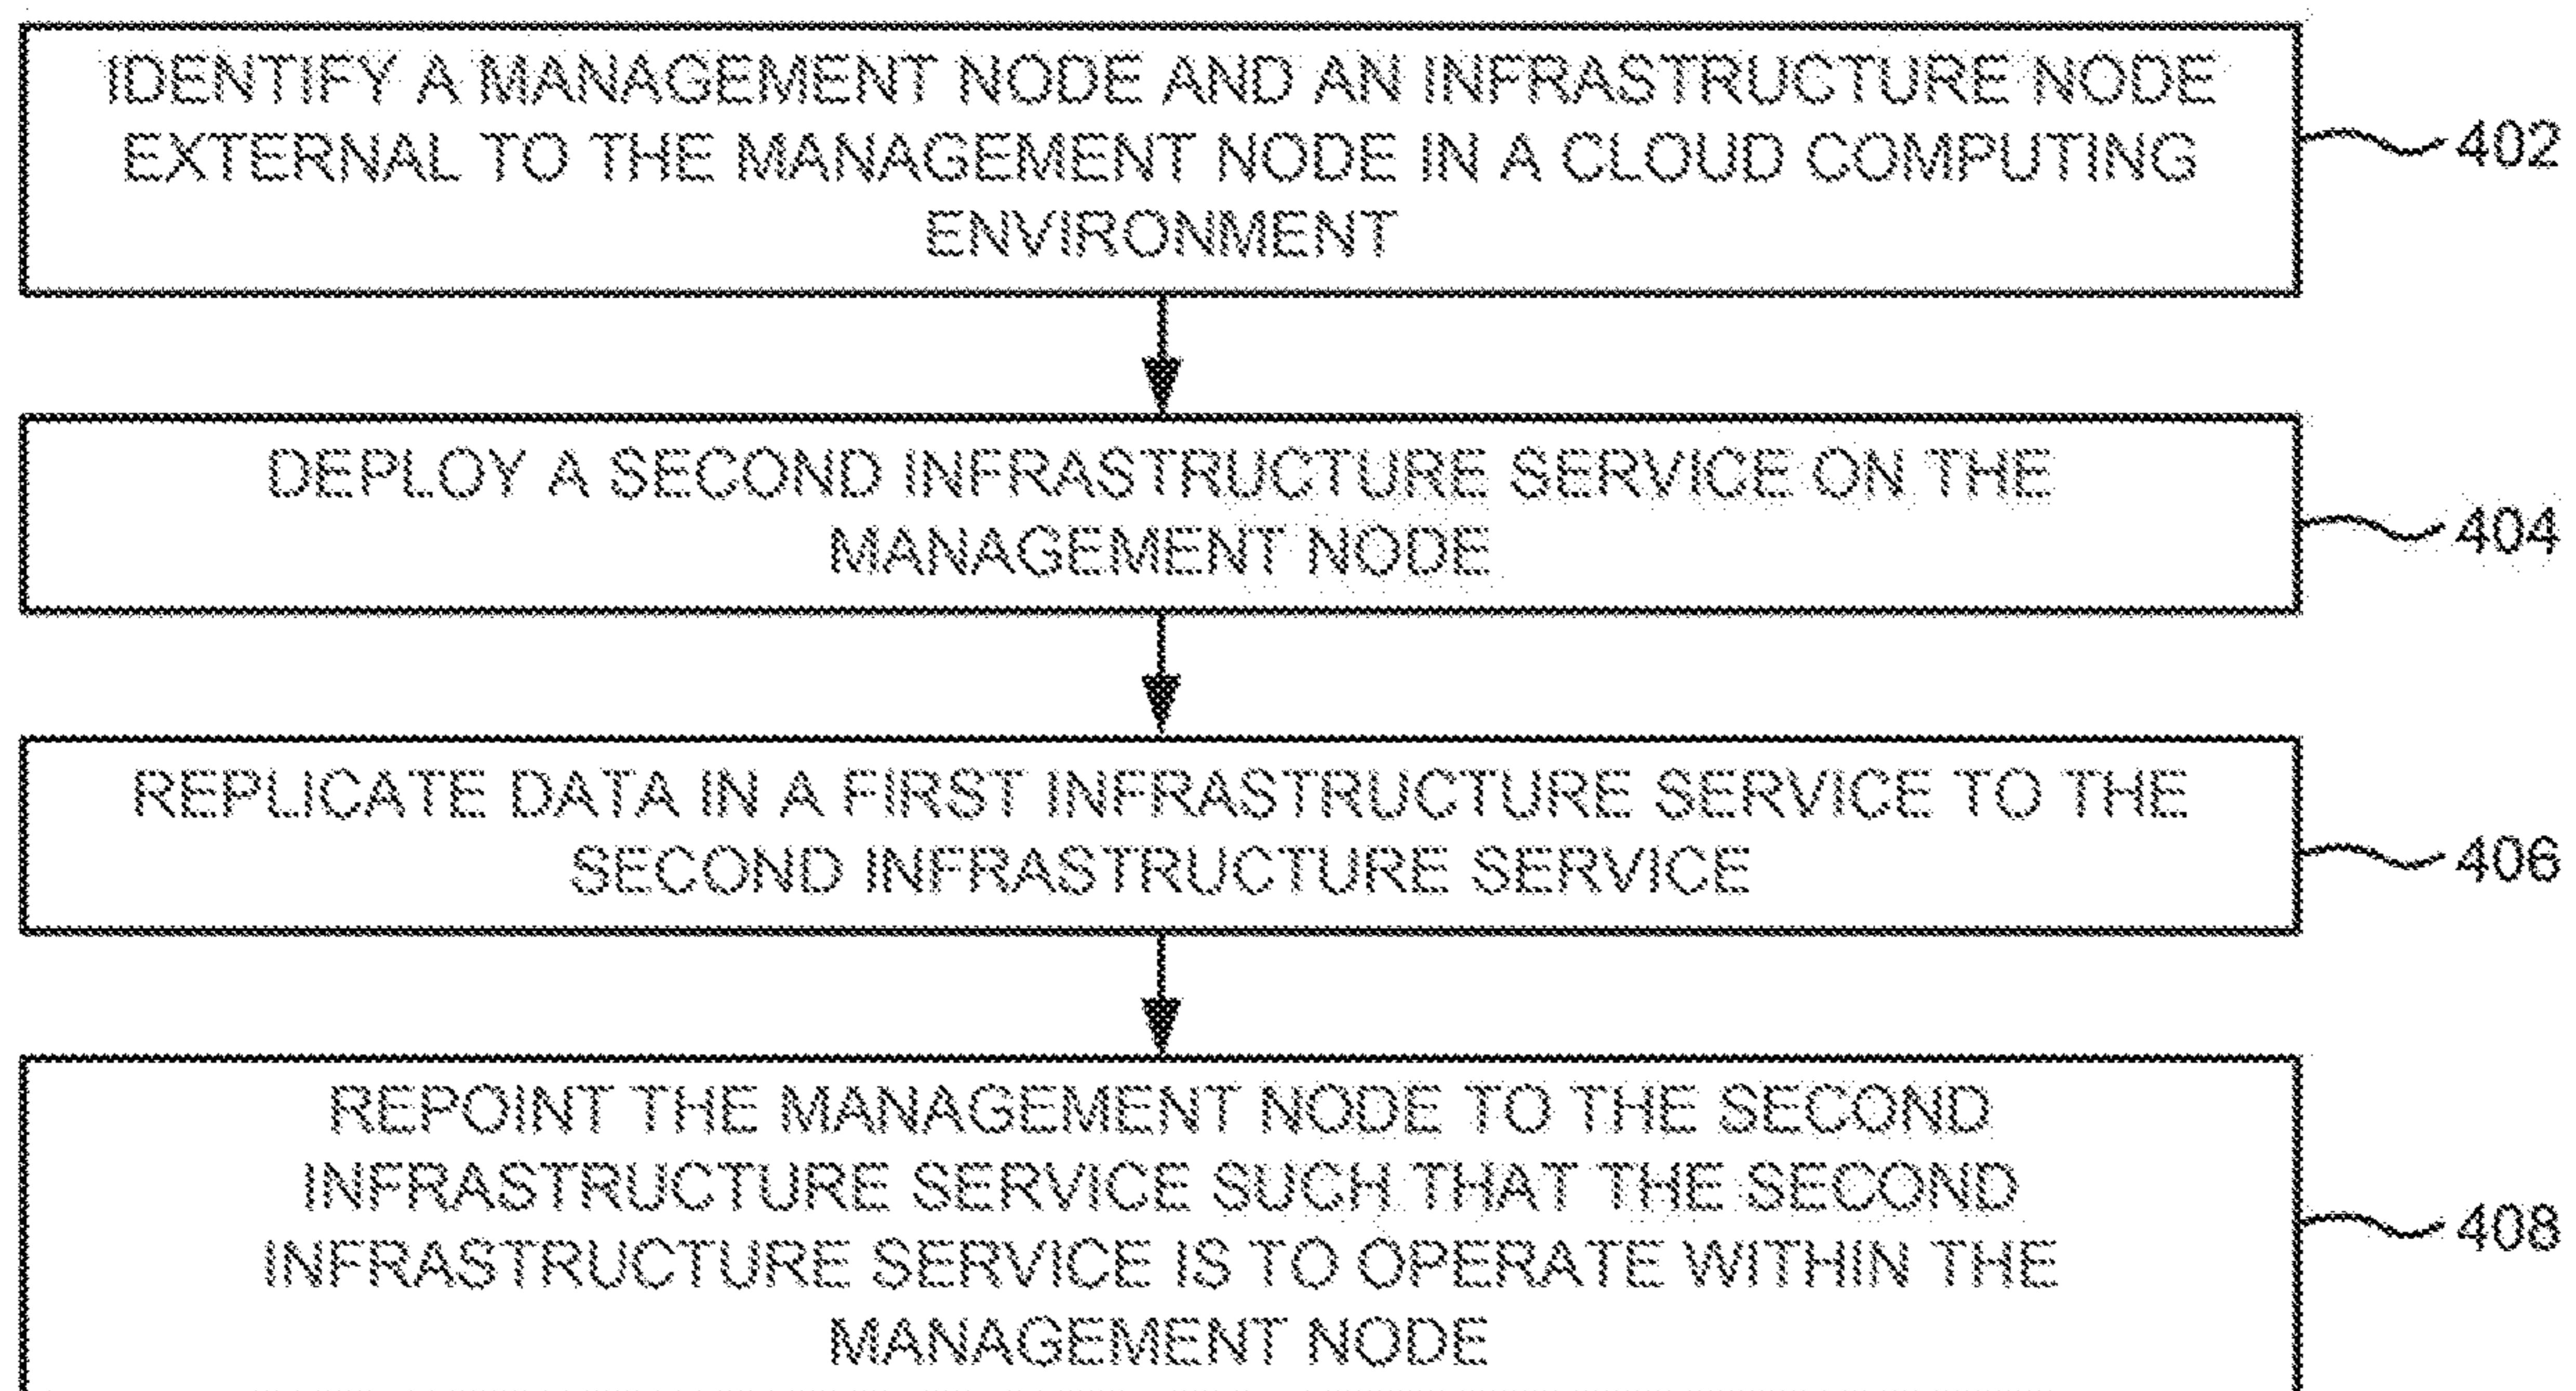 IDENTIFY A MANAGEMENT NODE AND AN INFRASTRUCTURE NODE
EXTERNAL TO THE MANAGEMENT NODE IN A CLOUD COMPUTING
ENVIRONMENT
402
DEPLOY A SECOND INFRASTRUCTURE SERVICE ON THE
MANAGEMENT NODE
404
REPLICATE DATA IN A FIRST INFRASTRUCTURE SERVICE TO THE
SECOND INFRASTRUCTURE SERVICE
406
REPOINT THE MANAGEMENT NODE TO THE SECOND
INFRASTRUCTURE SERVICE SUCH THAT THE SECOND
INFRASTRUCTURE SERVICE IS TO OPERATE WITHIN THE
MANAGEMENT NODE
408